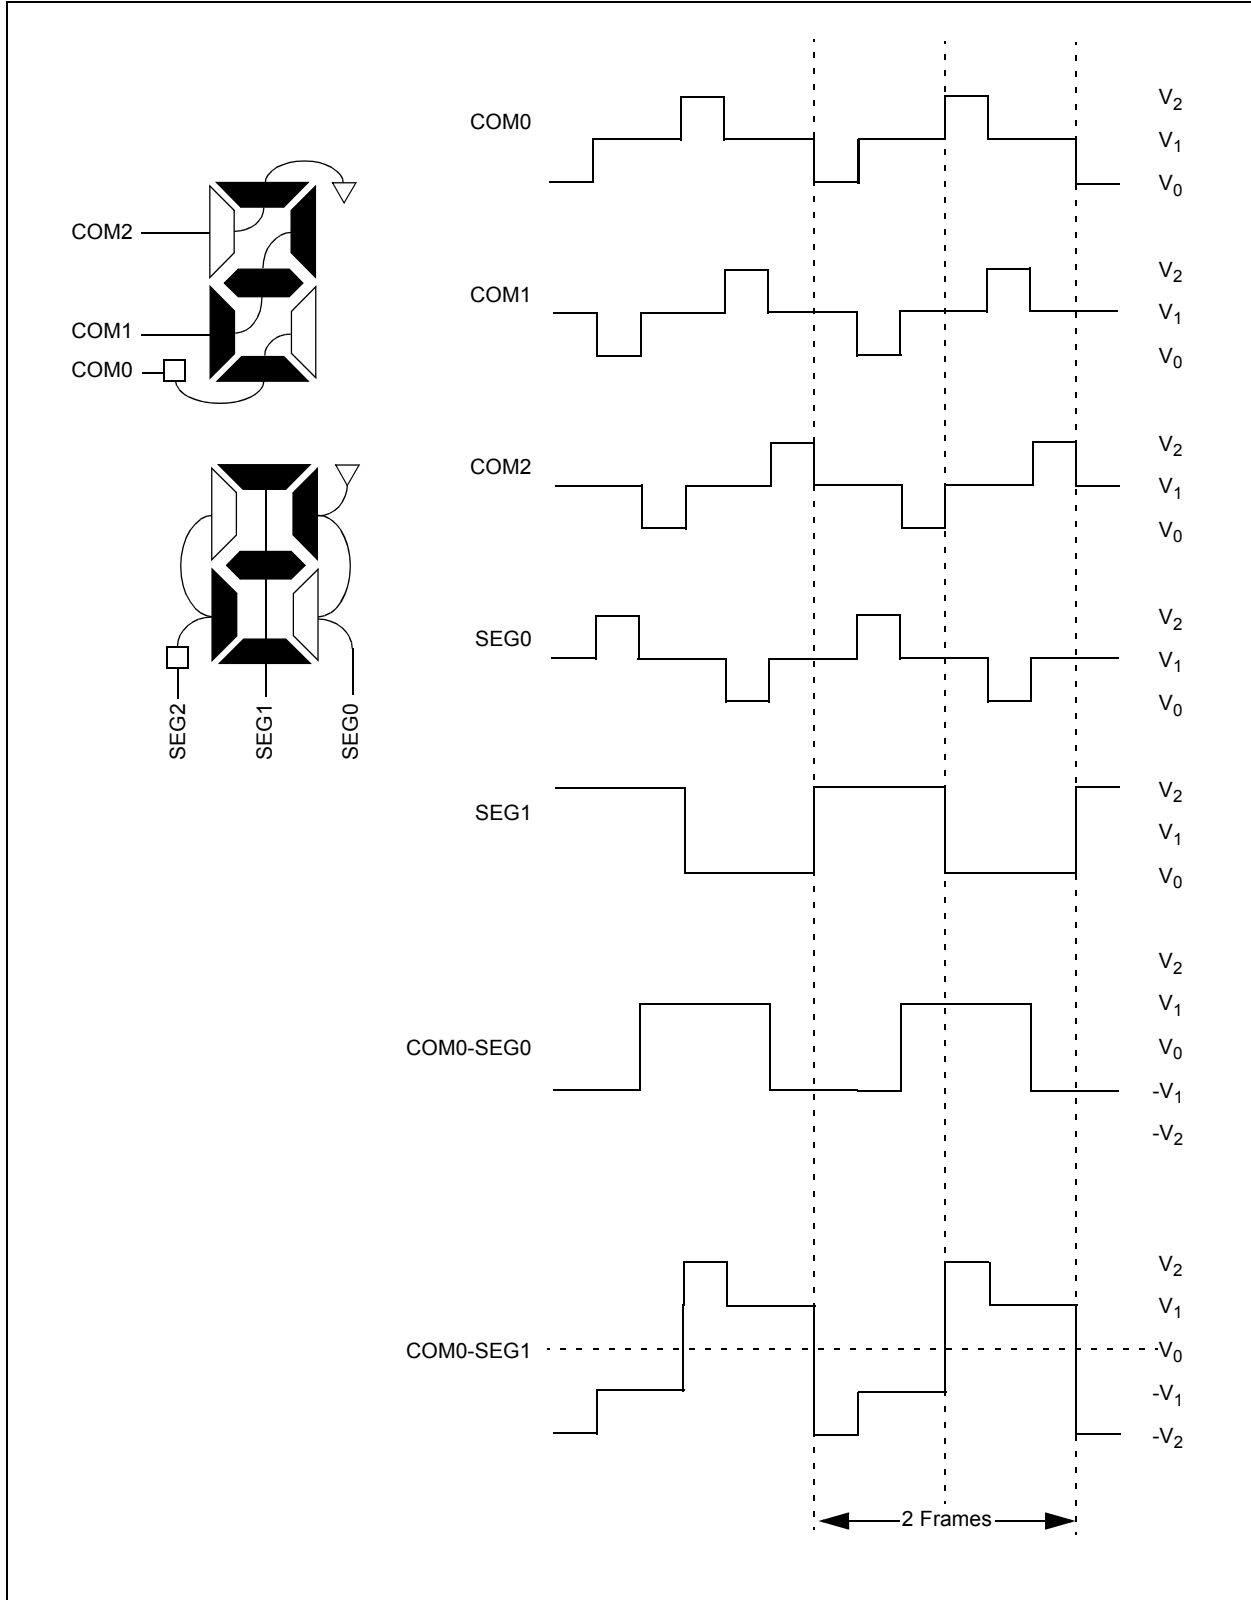 COM2
COM1
COM0
SEG2
SEG1
SEG0
COM0
V2
V1
V0
COM1
V2
V1
V0
COM2
V2
V1
V0
SEG0
V2
V1
V0
SEG1
V2
V1
V0
COM0-SEG0
V2
V1
V0
-V1
-V2
COM0-SEG1
V2
V1
V0
-V1
-V2
2 Frames